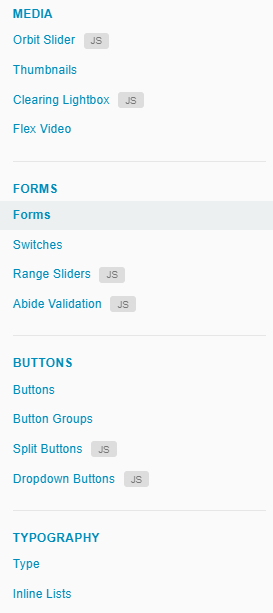 MEDIA
Orbit Slider JS
Thumbnails
Clearing Lightbox JS
Flex Video
FORMS
Forms
Switches
Range Sliders JS
Abide Validation JS
BUTTONS
Buttons
Button Groups
Split Buttons JS
Dropdown Buttons JS
TYPOGRAPHY
Type
Inline Lists